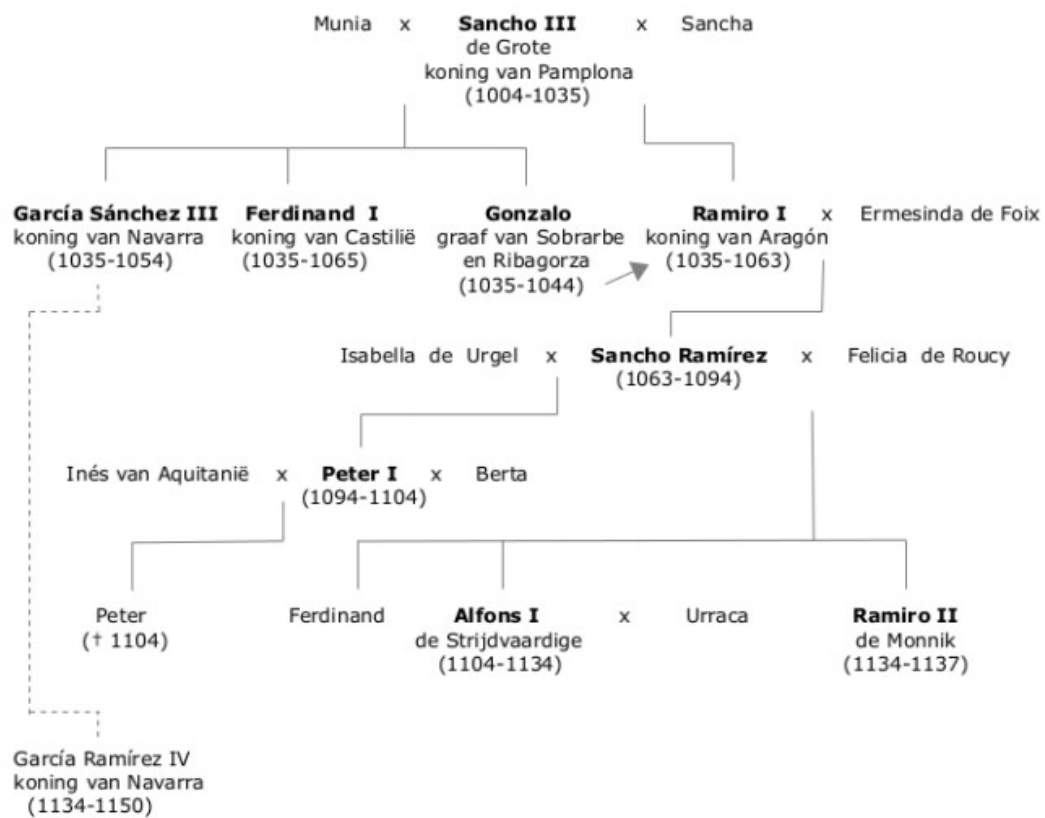 Munia x Sancho III x Sancha
de Grote
koning van Pamplona
(1004-1035)
García Sánchez III
koning van Navarra
(1035-1054)
Ferdinand I
koning van Castilië
(1035-1065)
Gonzalo
graaf van Sobrarbe
en Ribagorza
(1035-1044)
Ramiro I x Ermesinda de Foix
koning van Aragón
(1035-1063)
Isabella de Urgel x Sancho Ramírez x Felicia de Roucy
(1063-1094)
Inés van Aquitanië x Peter I x Berta
(1094-1104)
Peter
(† 1104)
Ferdinand
Alfons I x Urraca
de Strijdvaardige
(1104-1134)
Ramiro II
de Monnik
(1134-1137)
García Ramírez IV
koning van Navarra
(1134-1150)